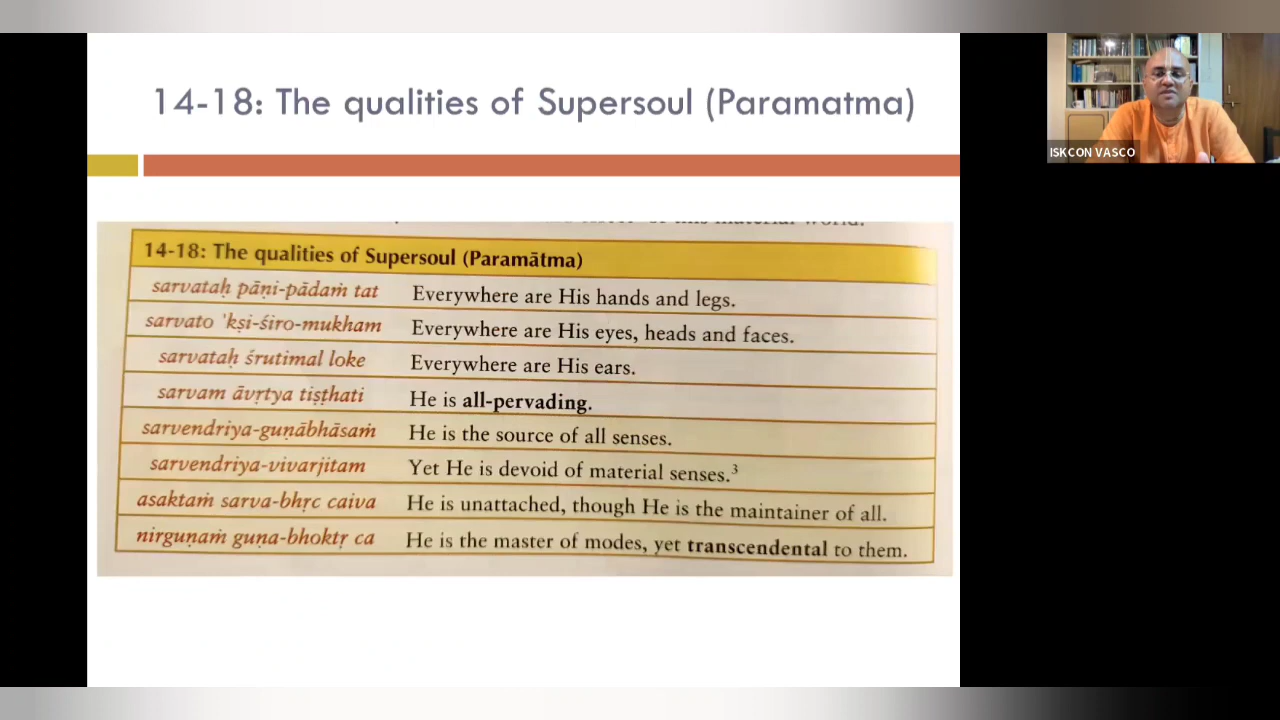 14-18: The qualities of Supersoul (Paramatma)
ISKCON VASCO
this material world.
14-18: The qualities of Supersoul (Paramātma)
sarvataḥ pāṇi-pādaṁ tat Everywhere are His hands and legs.
sarvato 'kṣi-śiro-mukham Everywhere are His eyes, heads and faces.
sarvataḥ śrutimal loke Everywhere are His ears.
sarvam āvṛtya tiṣṭhati He is all-pervading.
sarvendriya-guṇābhāsaṁ He is the source of all senses.
sarvendriya-vivarjitam Yet He is devoid of material senses.³
asaktaṁ sarva-bhṛc caiva He is unattached, though He is the maintainer of all.
nirguṇaṁ guṇa-bhoktṛ ca He is the master of modes, yet transcendental to them.